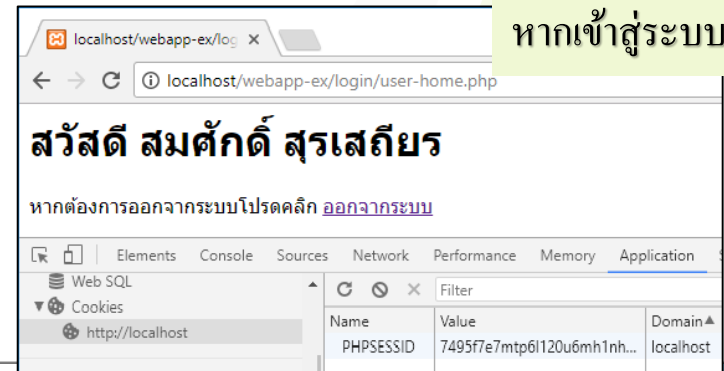 หากเข้าสู่ระบบ
localhost/webapp-ex/log
localhost/webapp-ex/login/user-home.php
สวัสดี สมศักดิ์ สุรเสถียร
หากต้องการออกจากระบบโปรดคลิก ออกจากระบบ
Elements Console Sources Network Performance Memory Application
Web SQL
Filter
Cookies
Name Value Domain
http://localhost
PHPSESSID 7495f7e7mtp6l120u6mh1nh... localhost